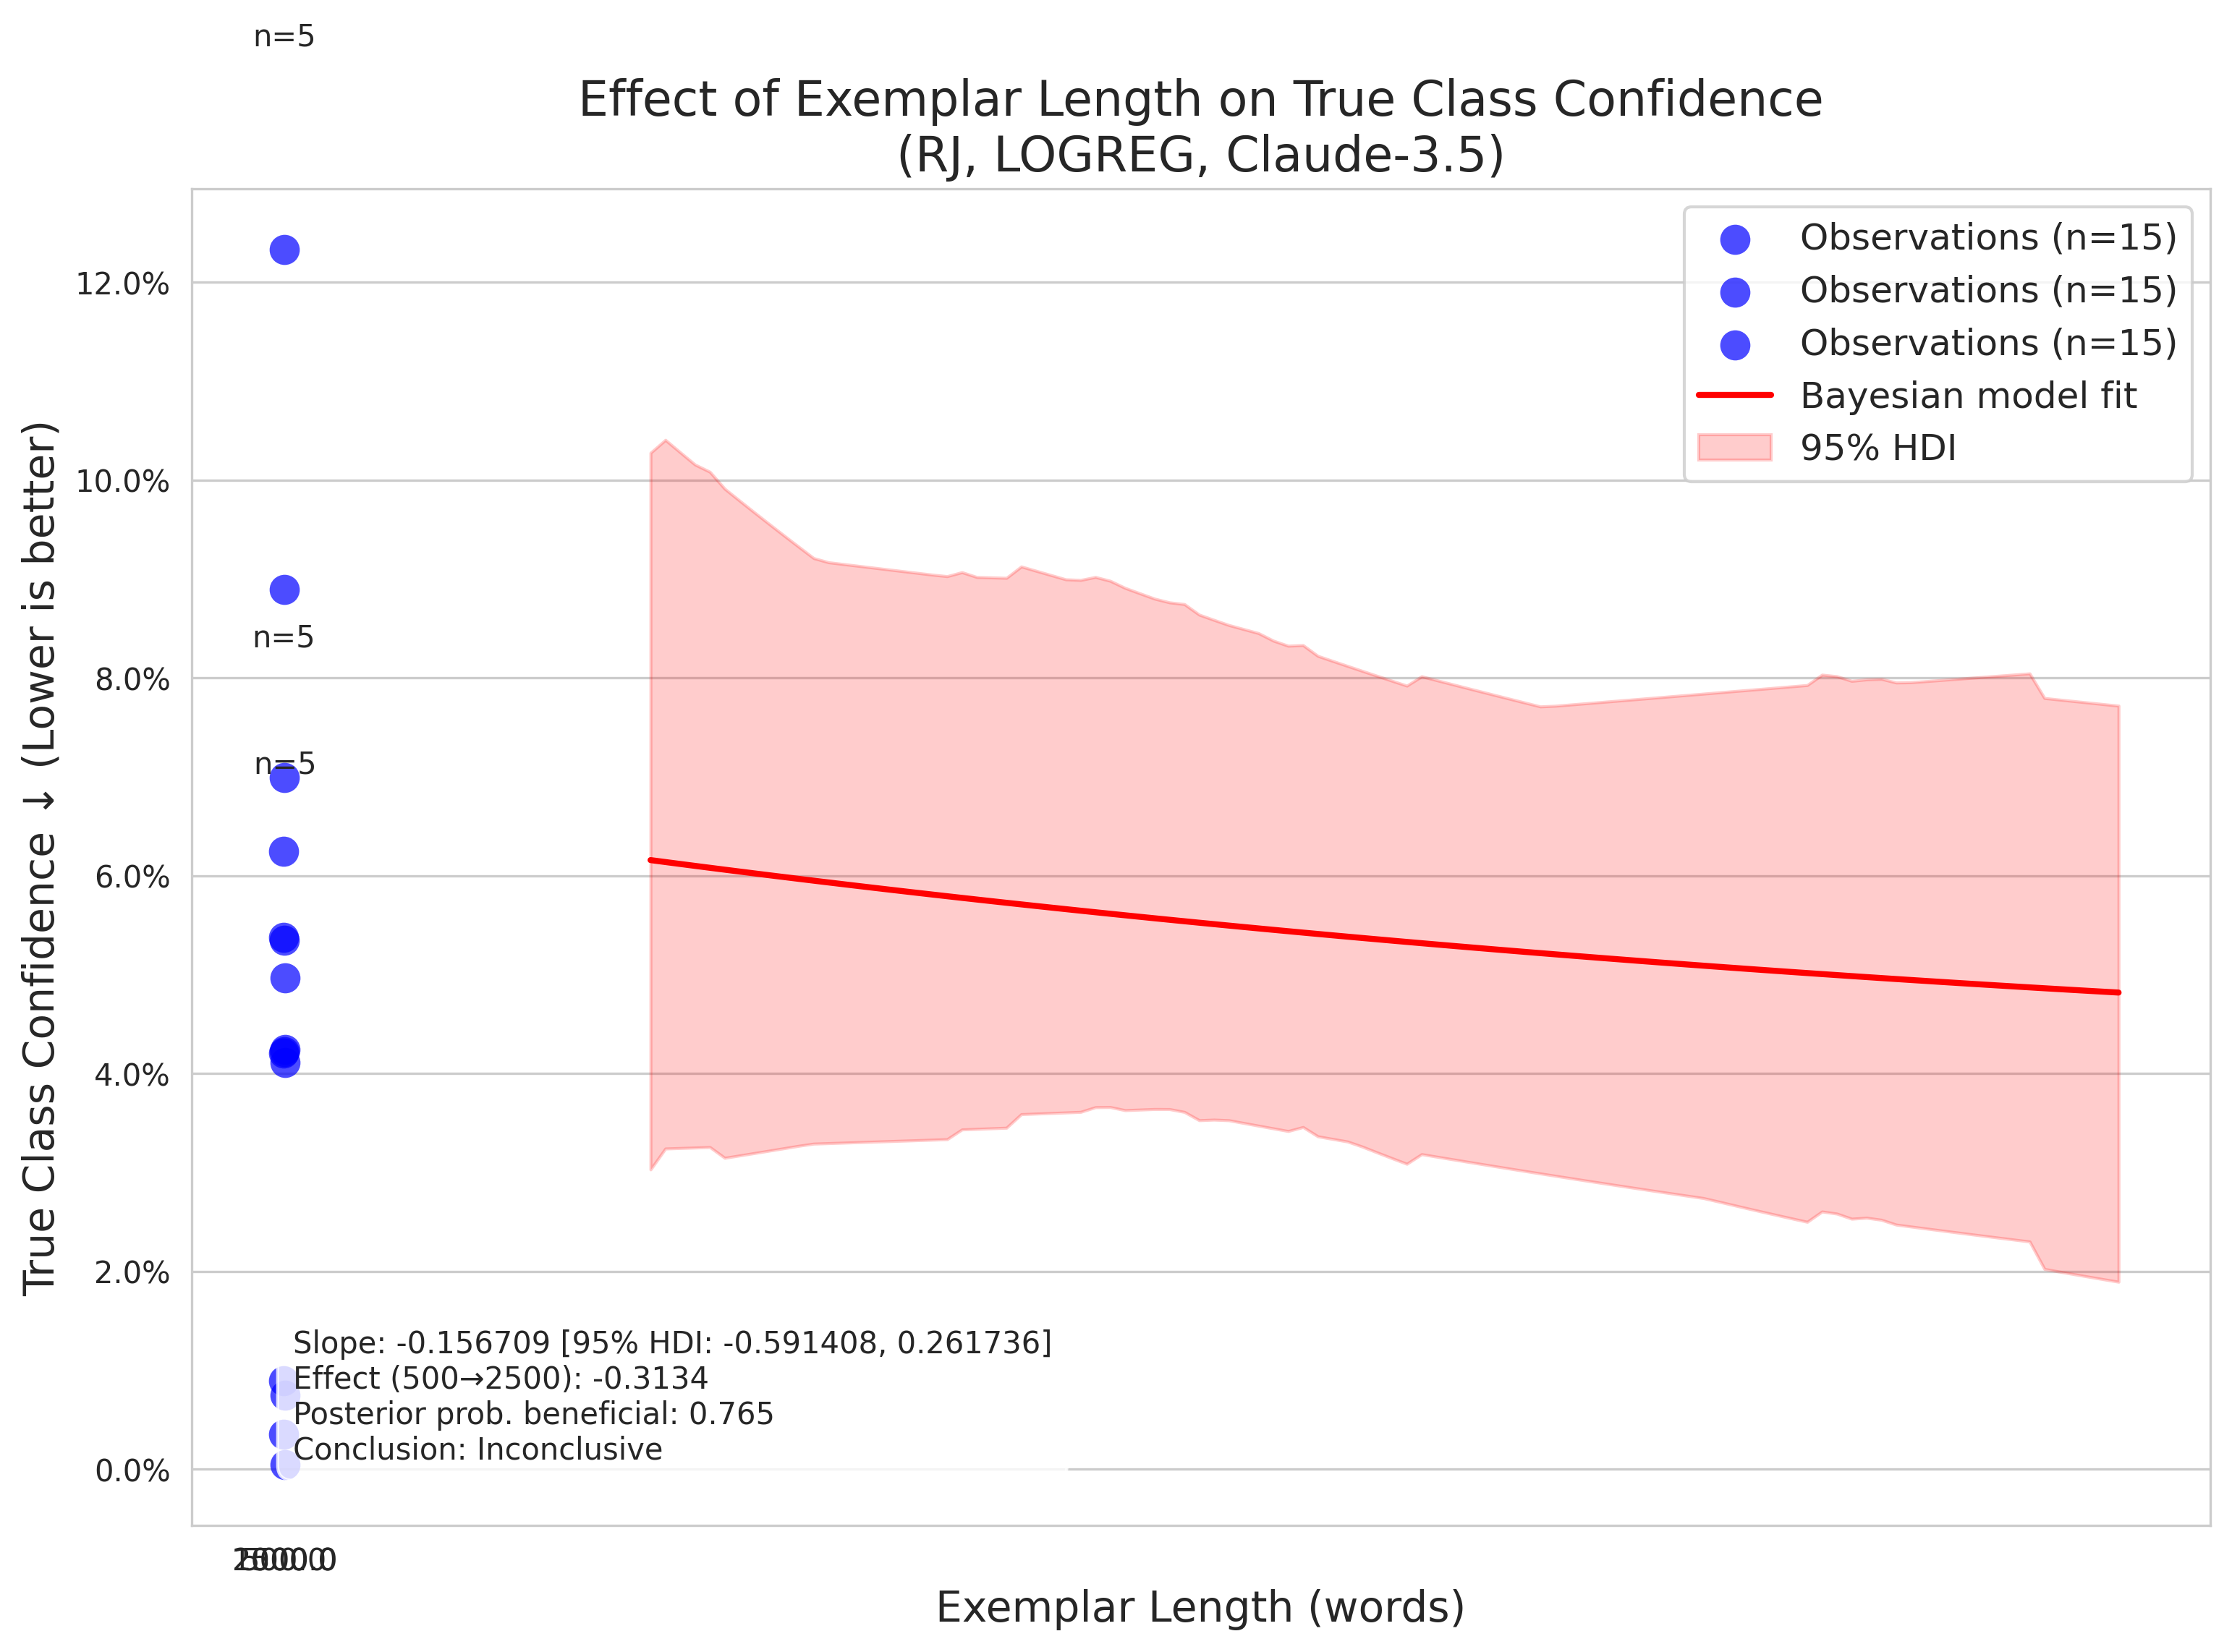 n=5
Effect of Exemplar Length on True Class Confidence
(RJ, LOGREG, Claude-3.5)
True Class Confidence ↓ (Lower is better)
12.0%
10.0%
8.0%
6.0%
4.0%
2.0%
0.0%
n=5
n=5
Observations (n=15)
Observations (n=15)
Observations (n=15)
Bayesian model fit
95% HDI
Slope: -0.156709 [95% HDI: -0.591408, 0.261736]
Effect (500→2500): -0.3134
Posterior prob. beneficial: 0.765
Conclusion: Inconclusive
Exemplar Length (words)